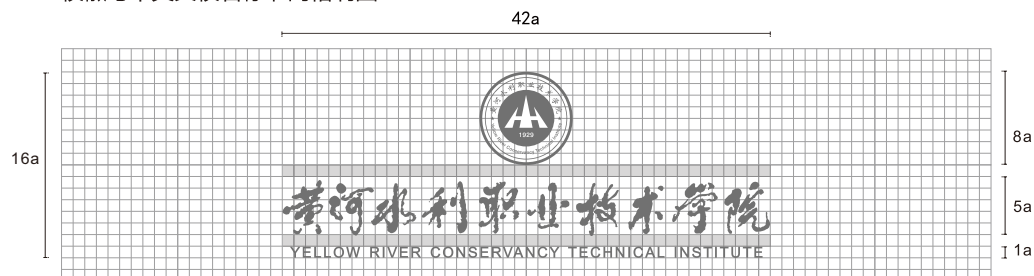 42a
16a
8a
1929
黄河水利职业技术学院
5a
YELLOW RIVER CONSERVANCY TECHNICAL INSTITUTE
1a